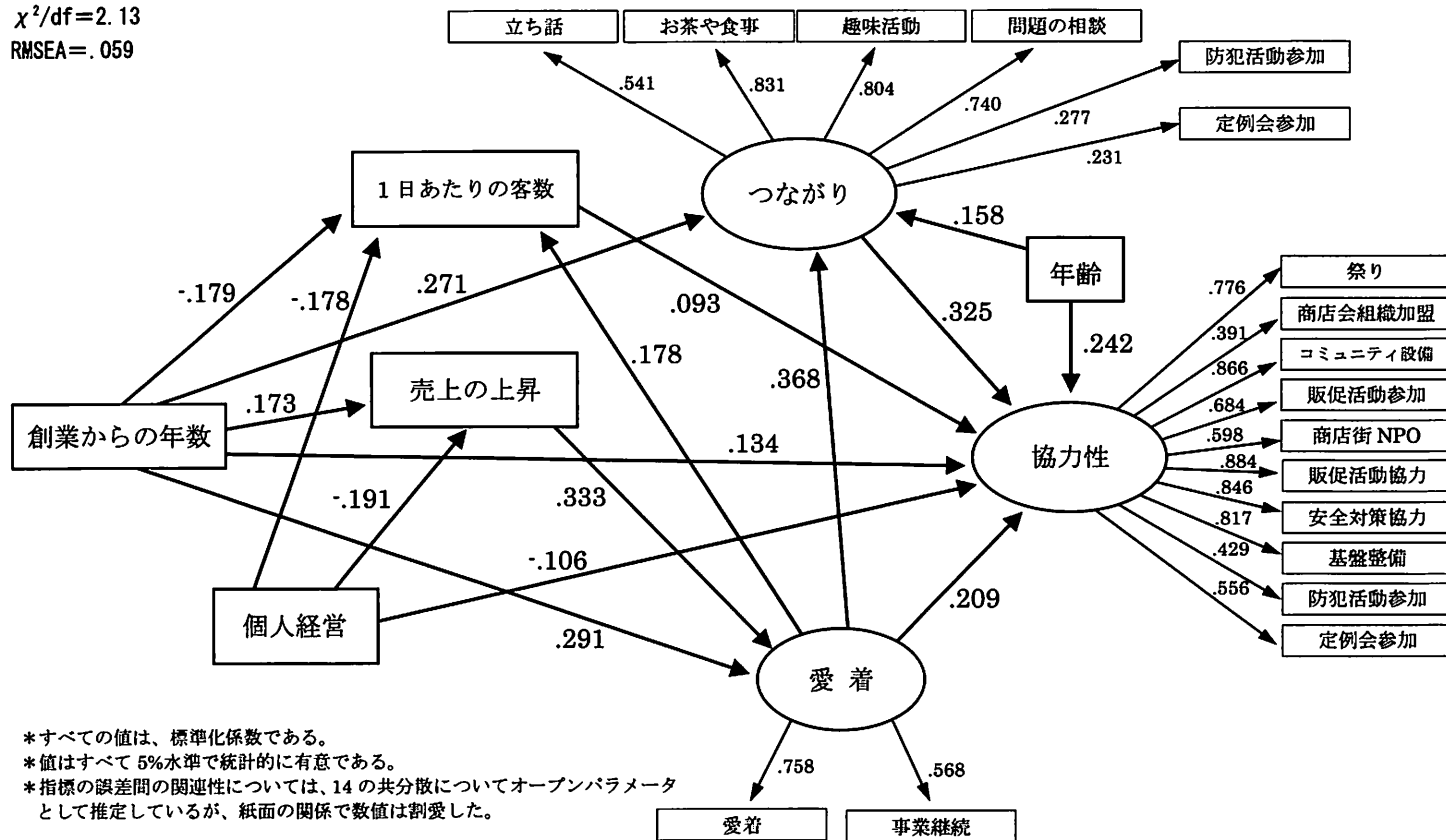 χ²/df=2.13
RMSEA=.059
立ち話
お茶や食事
趣味活動
問題の相談
防犯活動参加
定例会参加
.541
.831
.804
.740
.277
.231
1日あたりの客数
つながり
.158
年齢
-.179
-.178
.271
.093
.178
.368
.325
.242
売上の上昇
.173
創業からの年数
.134
協力性
-.191
.333
-.106
.209
個人経営
.291
愛着
.776
祭り
.391
商店会組織加盟
.866
コミュニティ設備
.684
販促活動参加
.598
商店街NPO
.884
販促活動協力
.846
安全対策協力
.817
基盤整備
.429
防犯活動参加
.556
定例会参加
.758
.568
愛着
事業継続
*すべての値は、標準化係数である。
*値はすべて5%水準で統計的に有意である。
*指標の誤差間の関連性については、14の共分散についてオープンパラメータ
として推定しているが、紙面の関係で数値は割愛した。